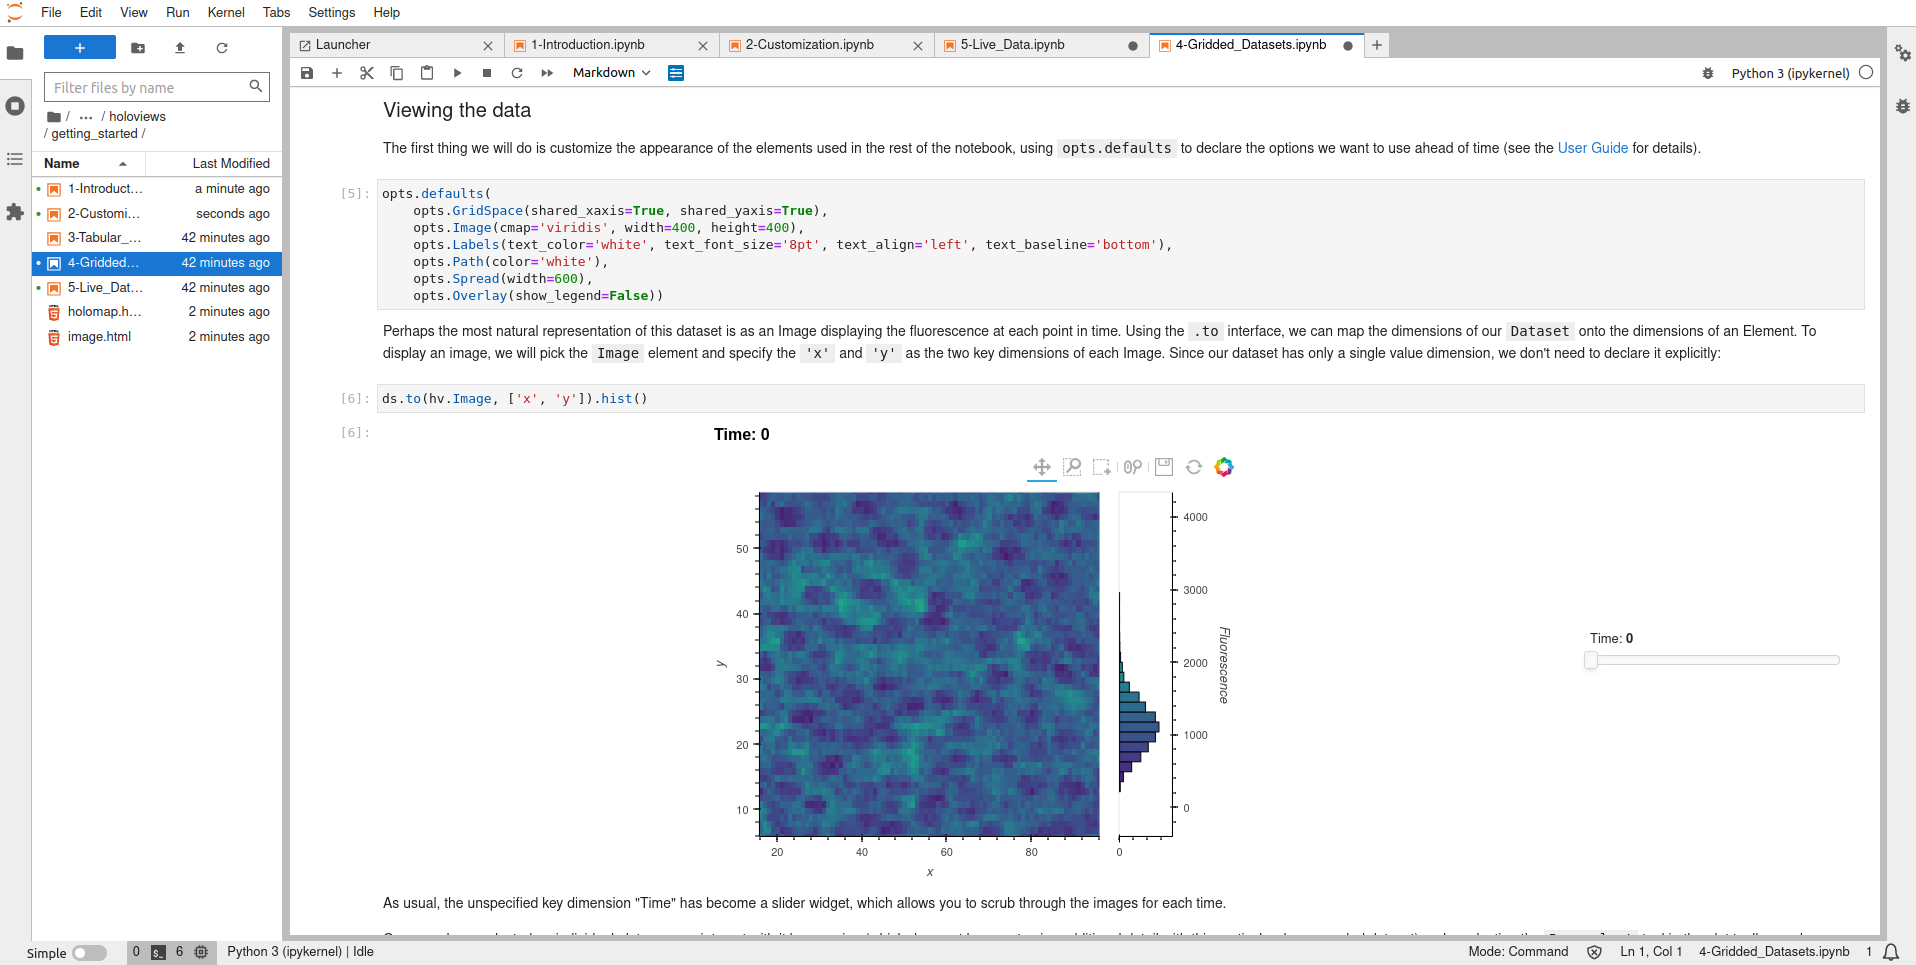 File Edit View Run Kernel Tabs Settings Help
Launcher
1-Introduction.ipynb
2-Customization.ipynb
5-Live_Data.ipynb
4-Gridded_Datasets.ipynb
Markdown
Python 3 (ipykernel)
Filter files by name
/ ··· / holoviews
/ getting_started /
Name Last Modified
1-Introduct... a minute ago
2-Customi... seconds ago
3-Tabular_... 42 minutes ago
4-Gridded... 42 minutes ago
5-Live_Dat... 42 minutes ago
holomap.h... 2 minutes ago
image.html 2 minutes ago
Viewing the data
The first thing we will do is customize the appearance of the elements used in the rest of the notebook, using opts.defaults to declare the options we want to use ahead of time (see the User Guide for details).
[5]: opts.defaults(
    opts.GridSpace(shared_xaxis=True, shared_yaxis=True),
    opts.Image(cmap='viridis', width=400, height=400),
    opts.Labels(text_color='white', text_font_size='8pt', text_align='left', text_baseline='bottom'),
    opts.Path(color='white'),
    opts.Spread(width=600),
    opts.Overlay(show_legend=False))
Perhaps the most natural representation of this dataset is as an Image displaying the fluorescence at each point in time. Using the .to interface, we can map the dimensions of our Dataset onto the dimensions of an Element. To
display an image, we will pick the Image element and specify the 'x' and 'y' as the two key dimensions of each Image. Since our dataset has only a single value dimension, we don't need to declare it explicitly:
[6]: ds.to(hv.Image, ['x', 'y']).hist()
[6]:
Time: 0
50
40
30
20
10
y
20 40 60 80
x
4000
3000
2000
1000
0
Fluorescence
0
Time: 0
As usual, the unspecified key dimension "Time" has become a slider widget, which allows you to scrub through the images for each time.
Simple 0 6 Python 3 (ipykernel) | Idle Mode: Command Ln 1, Col 1 4-Gridded_Datasets.ipynb 1